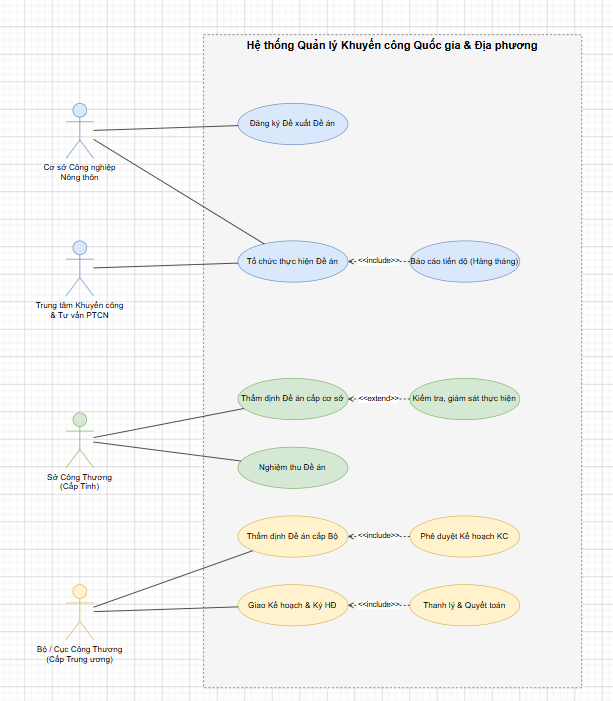 Hệ thống Quản lý Khuyến công Quốc gia & Địa phương
Đăng ký Đề xuất Đề án
Cơ sở Công nghiệp
Nông thôn
Tổ chức thực hiện Đề án
<<include>>
Báo cáo tiến độ (Hàng tháng)
Trung tâm Khuyến công
& Tư vấn PTCN
Thẩm định Đề án cấp cơ sở
<<extend>>
Kiểm tra, giám sát thực hiện
Nghiệm thu Đề án
Sở Công Thương
(Cấp Tỉnh)
Thẩm định Đề án cấp Bộ
<<include>>
Phê duyệt Kế hoạch KC
Giao Kế hoạch & Ký HĐ
<<include>>
Thanh lý & Quyết toán
Bộ / Cục Công Thương
(Cấp Trung ương)